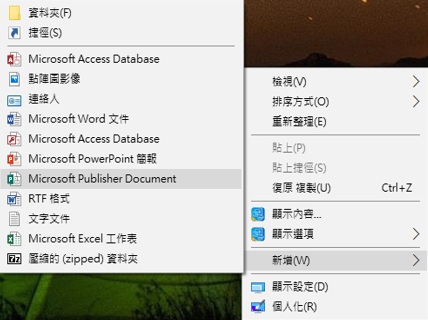 資料夾(F)
捷徑(S)
Microsoft Access Database
點陣圖影像
連絡人
Microsoft Word 文件
Microsoft Access Database
Microsoft PowerPoint 簡報
Microsoft Publisher Document
RTF 格式
文字文件
Microsoft Excel 工作表
壓縮的 (zipped) 資料夾
檢視(V)
排序方式(O)
重新整理(E)
貼上(P)
貼上捷徑(S)
復原 複製(U) Ctrl+Z
顯示內容...
顯示選項
新增(W)
顯示設定(D)
個人化(R)